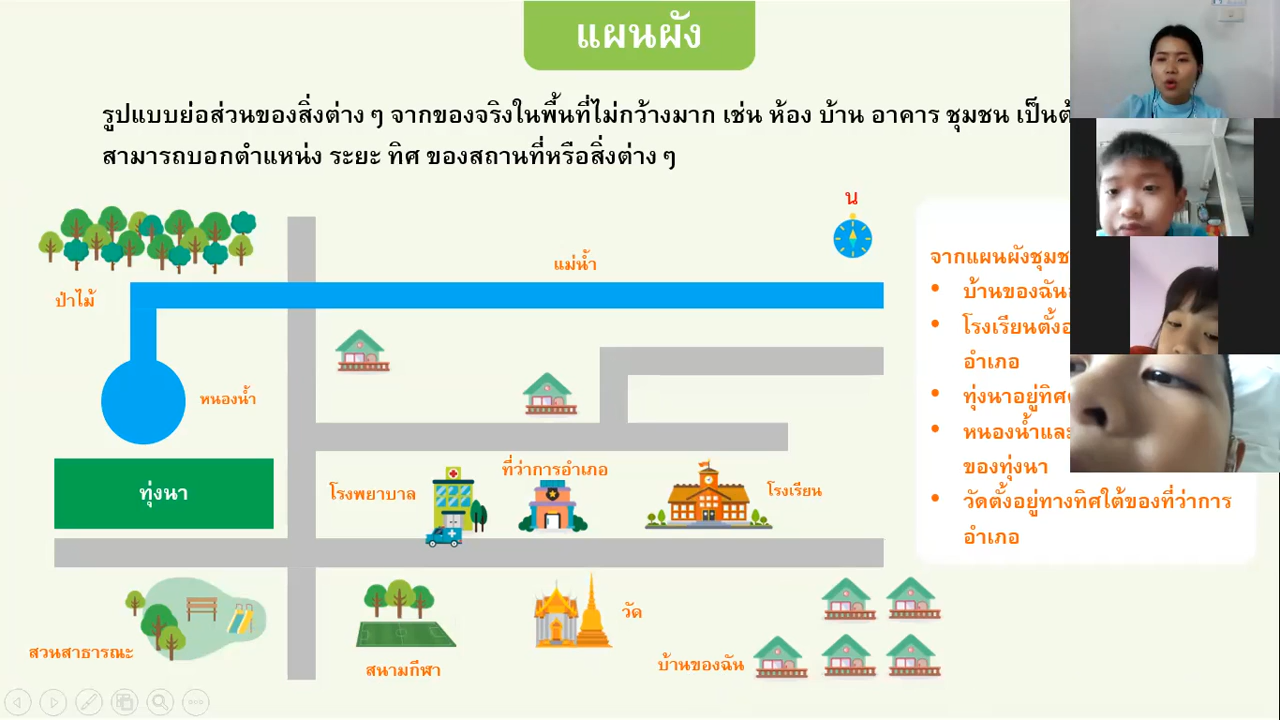 แผนผัง
รูปแบบย่อส่วนของสิ่งต่าง ๆ จากของจริงในพื้นที่ไม่กว้างมาก เช่น ห้อง บ้าน อาคาร ชุมชน
สามารถบอกตำแหน่ง ระยะ ทิศ ของสถานที่หรือสิ่งต่าง ๆ
น
แม่น้ำ
ป่าไม้
หนองน้ำ
ทุ่งนา
โรงพยาบาล
ที่ว่าการอำเภอ
โรงเรียน
สวนสาธารณะ
สนามกีฬา
วัด
บ้านของฉัน
จากแผนผัง
• บ้านของฉัน
• โรงเรียน
อำเภอ
• ทุ่งนาอยู่
• หนองน้ำและ
ของทุ่งนา
• วัดตั้งอยู่ทางทิศใต้ของที่ว่าการ
อำเภอ